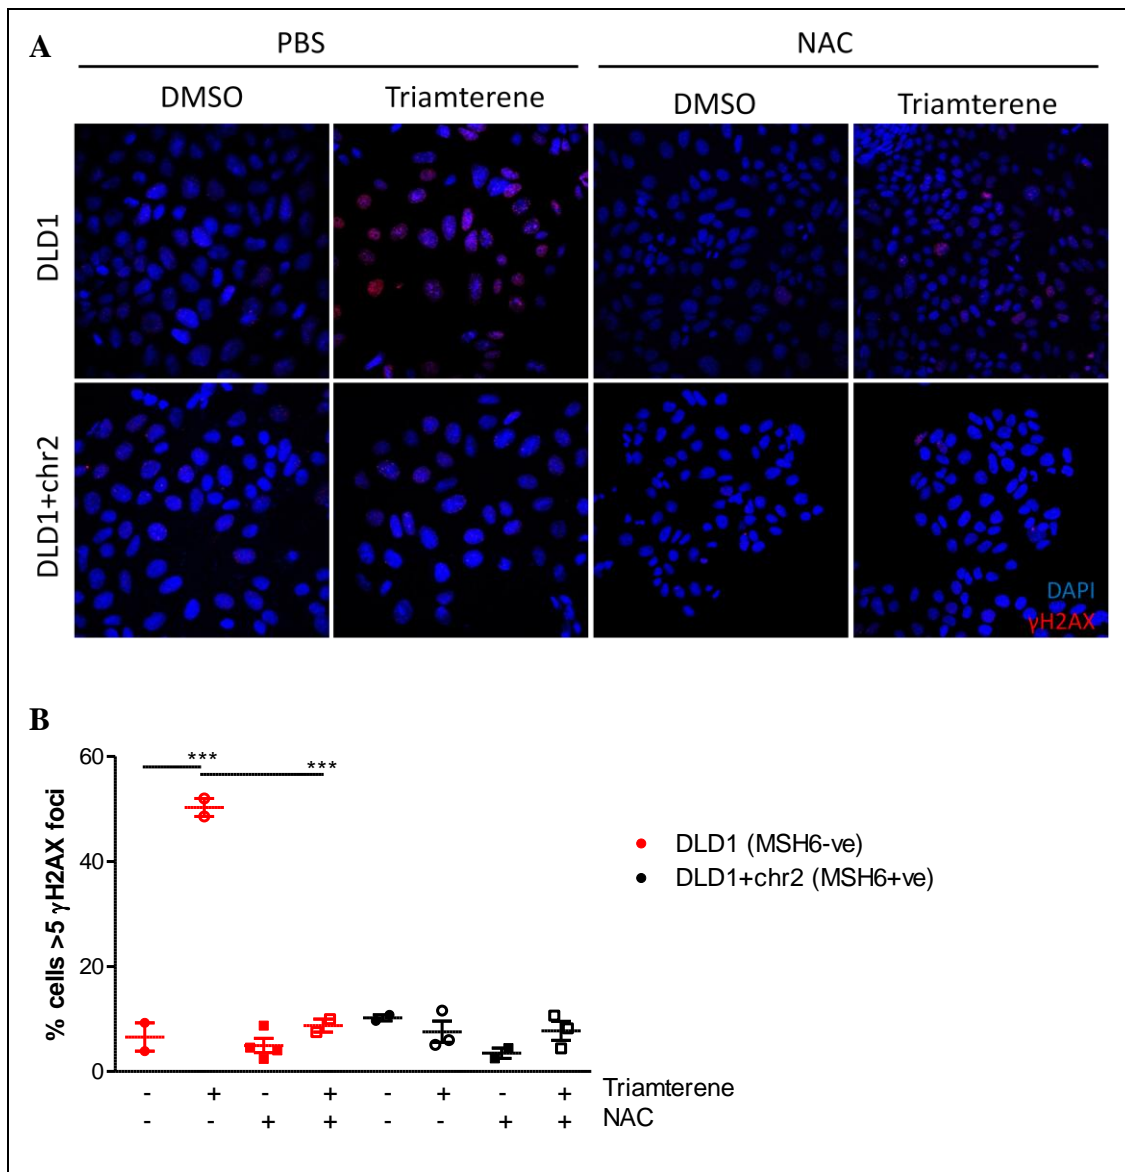 A
PBS
NAC
DMSO
Triamterene
DMSO
Triamterene
DLD1
DLD1+chr2
DAPI
γH2AX
B
% cells >5 γH2AX foci
60
40
20
0
***
***
DLD1 (MSH6-ve)
DLD1+chr2 (MSH6+ve)
- + - + - + - + Triamterene
- - + + - - + + NAC